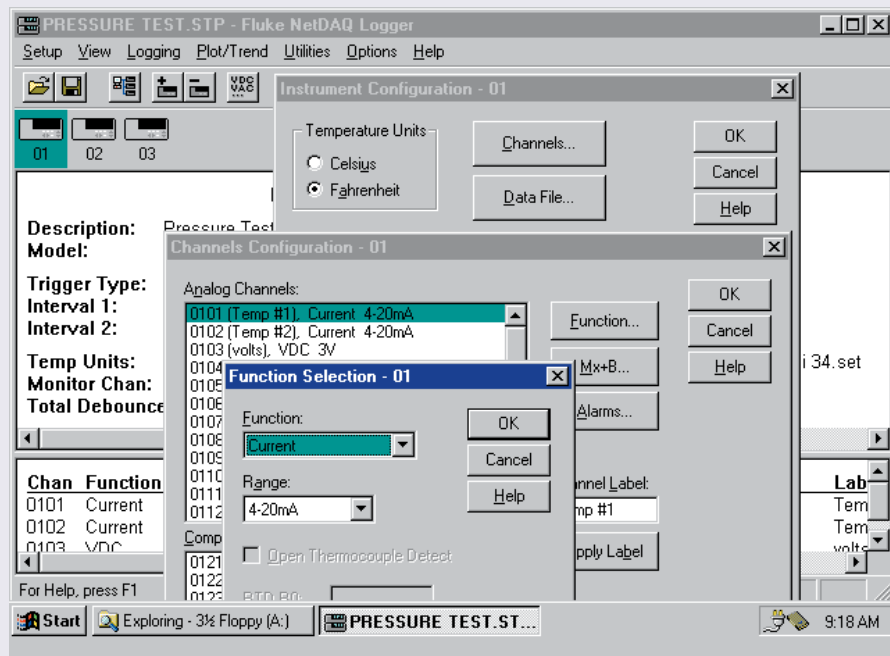 PRESSURE TEST.STP - Fluke NetDAQ Logger
Setup View Logging Plot/Trend Utilities Options Help
VDC
VAC
01 02 03
Instrument Configuration - 01
Temperature Units
Celsius
Fahrenheit
Channels...
Data File...
OK
Cancel
Help
Description: Pressure Test
Model:
Trigger Type:
Interval 1:
Interval 2:
Temp Units:
Monitor Chan:
Total Debounce
i 34.set
Channels Configuration - 01
Analog Channels:
0101 (Temp #1), Current 4-20mA
0102 (Temp #2), Current 4-20mA
0103 (volts), VDC 3V
0104
0105
0106
0107
0108
0109
0110
0111
0112
Comp
0121
0122
0123
Function...
Mx+B...
Alarms...
nnel Label:
mp #1
pply Label
OK
Cancel
Help
Function Selection - 01
Function:
Current
Range:
4-20mA
Open Thermocouple Detect
RTD R0:
OK
Cancel
Help
Chan Function Lab
0101 Current Tem
0102 Current Tem
0103 VDC volts
For Help, press F1
Start Exploring - 3½ Floppy (A:) PRESSURE TEST.ST... 9:18 AM